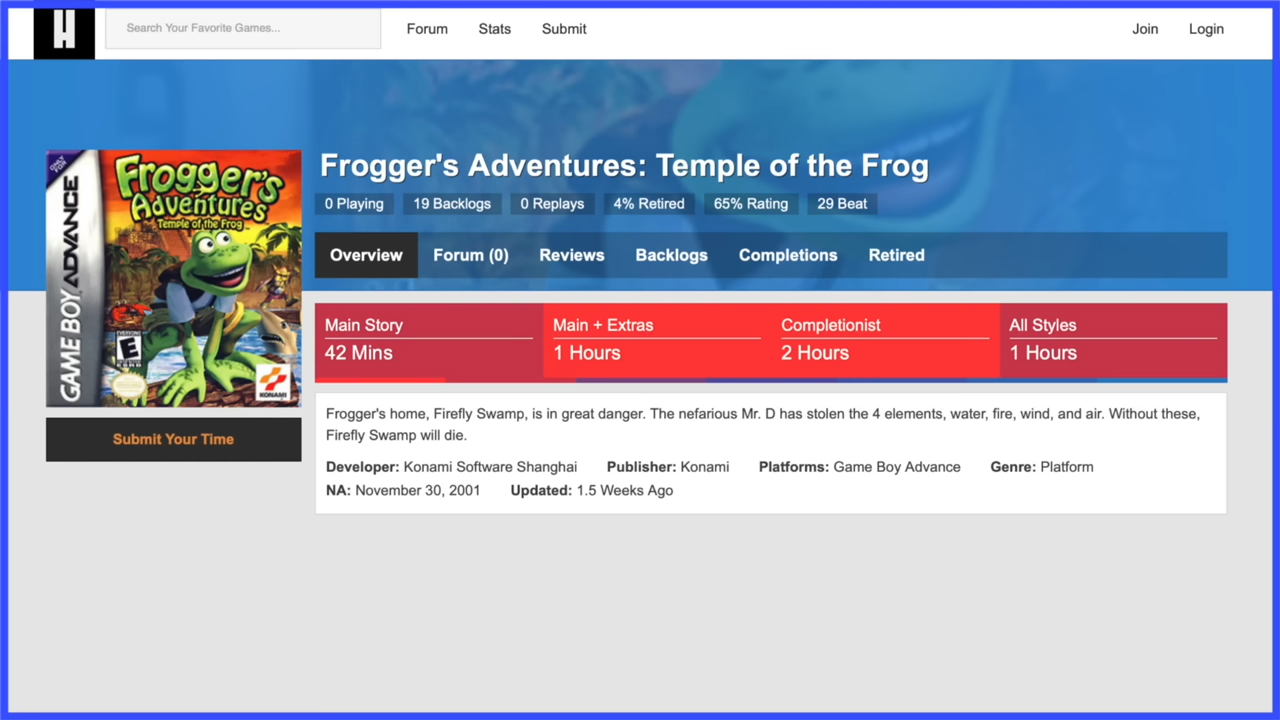 H
Search Your Favorite Games...
Forum
Stats
Submit
Join
Login
ONLY FOR
GAME BOY ADVANCE
Frogger's
Adventures
Temple of the Frog
EVERYONE
E
KONAMI
Submit Your Time
Frogger's Adventures: Temple of the Frog
0 Playing
19 Backlogs
0 Replays
4% Retired
65% Rating
29 Beat
Overview
Forum (0)
Reviews
Backlogs
Completions
Retired
Main Story
42 Mins
Main + Extras
1 Hours
Completionist
2 Hours
All Styles
1 Hours
Frogger's home, Firefly Swamp, is in great danger. The nefarious Mr. D has stolen the 4 elements, water, fire, wind, and air. Without these,
Firefly Swamp will die.
Developer: Konami Software Shanghai Publisher: Konami Platforms: Game Boy Advance Genre: Platform
NA: November 30, 2001 Updated: 1.5 Weeks Ago